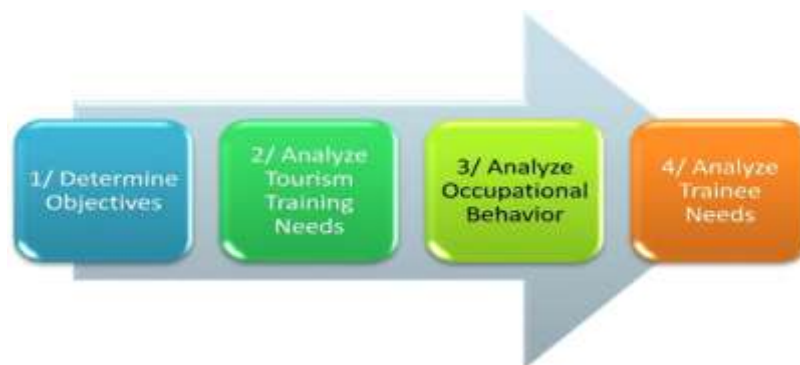 1/ Determine
Objectives
2/ Analyze
Tourism
Training
Needs
3/ Analyze
Occupational
Behavior
4/ Analyze
Trainee
Needs